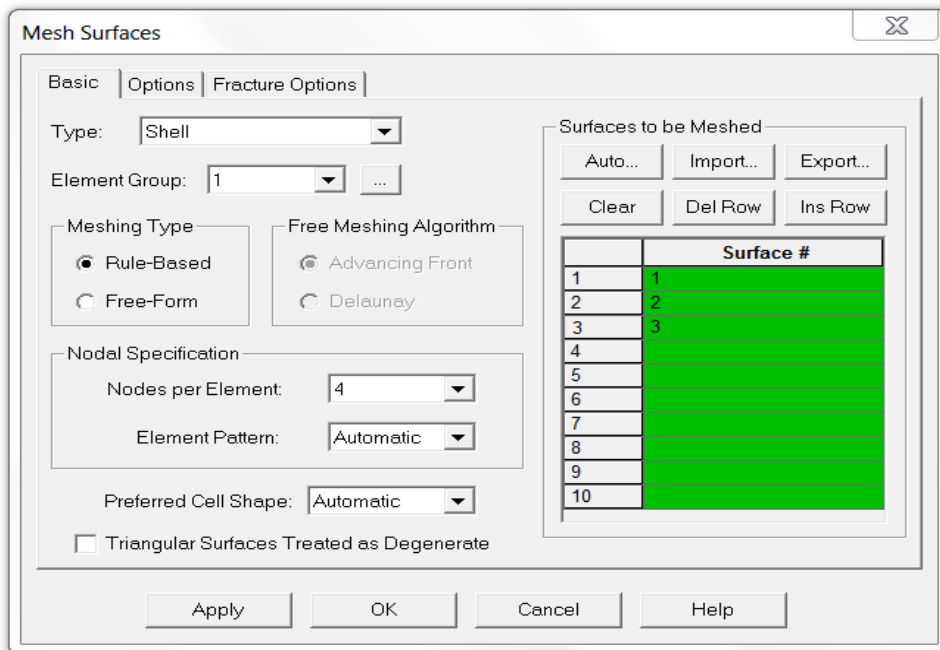 Mesh Surfaces
Basic Options Fracture Options
Type: Shell
Element Group: 1 ...
Meshing Type
Rule-Based
Free-Form
Free Meshing Algorithm
Advancing Front
Delaunay
Nodal Specification
Nodes per Element: 4
Element Pattern: Automatic
Preferred Cell Shape: Automatic
Triangular Surfaces Treated as Degenerate
Surfaces to be Meshed
Auto... Import... Export...
Clear Del Row Ins Row
Surface #
1 1
2 2
3 3
4
5
6
7
8
9
10
Apply OK Cancel Help